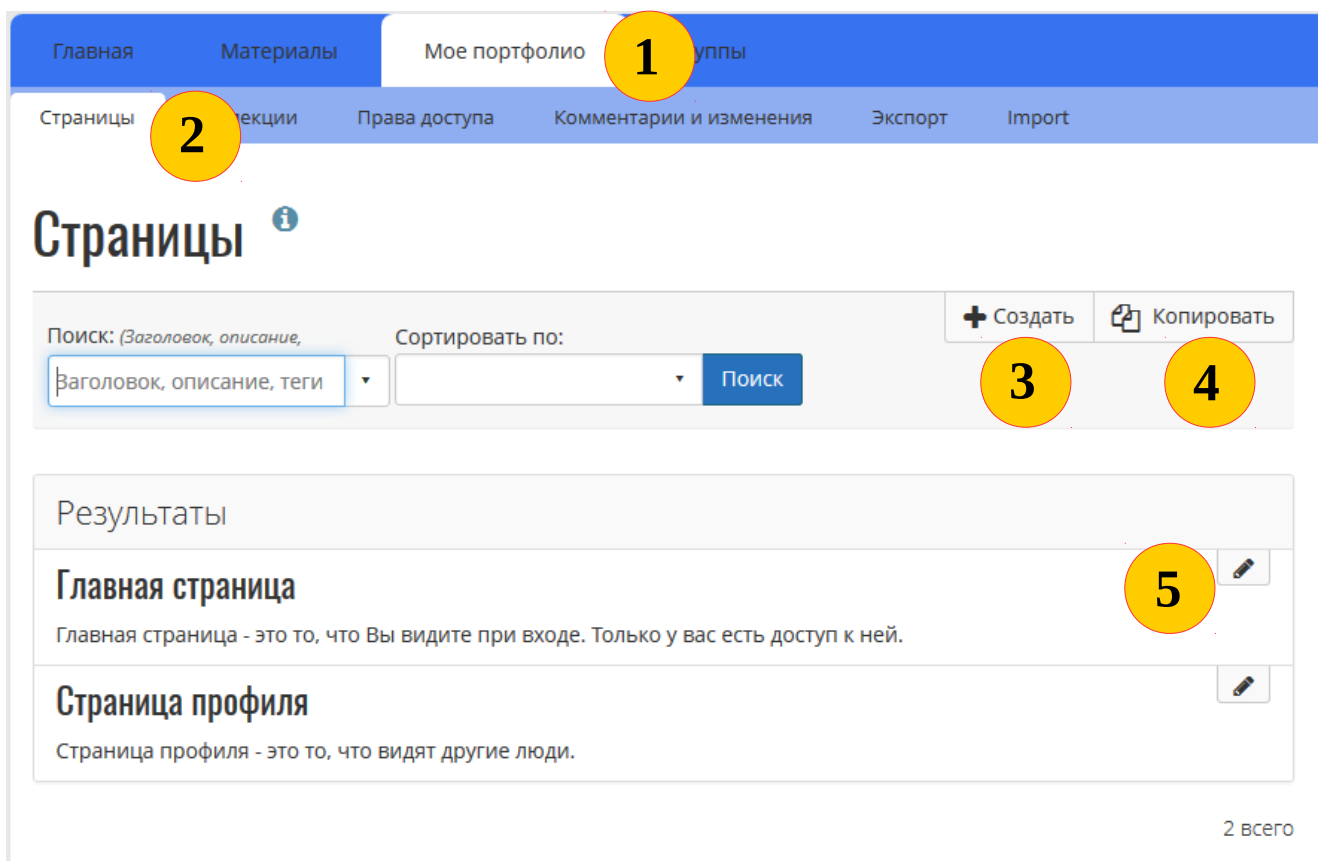 Главная Материалы Мое портфолио 1 уппы
Страницы 2 екции Права доступа Комментарии и изменения Экспорт Import
Страницы
Создать Копировать
Поиск: (Заголовок, описание, Сортировать по:
Заголовок, описание, теги Поиск
3 4
Результаты
Главная страница
5
Главная страница - это то, что Вы видите при входе. Только у вас есть доступ к ней.
Страница профиля
Страница профиля - это то, что видят другие люди.
2 всего